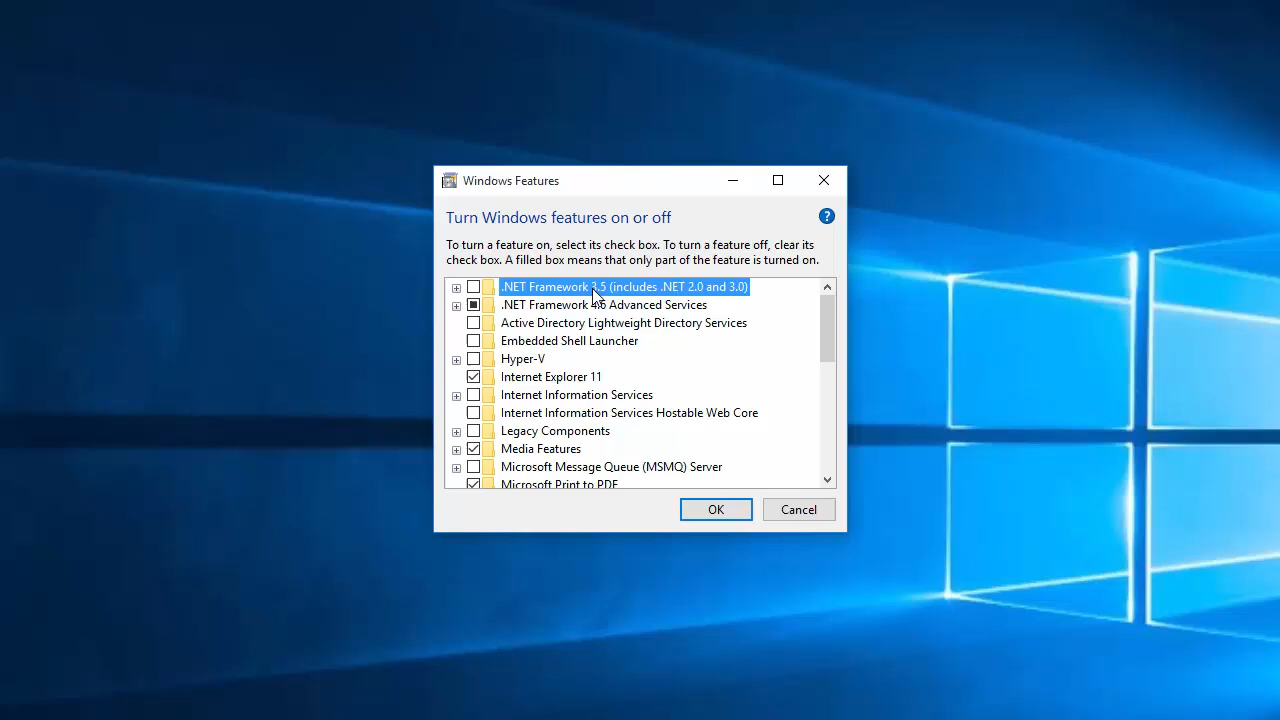 Windows Features
Turn Windows features on or off
?
To turn a feature on, select its check box. To turn a feature off, clear its
check box. A filled box means that only part of the feature is turned on.
.NET Framework 3.5 (includes .NET 2.0 and 3.0)
.NET Framework 4.6 Advanced Services
Active Directory Lightweight Directory Services
Embedded Shell Launcher
Hyper-V
Internet Explorer 11
Internet Information Services
Internet Information Services Hostable Web Core
Legacy Components
Media Features
Microsoft Message Queue (MSMQ) Server
Microsoft Print to PDF
OK
Cancel